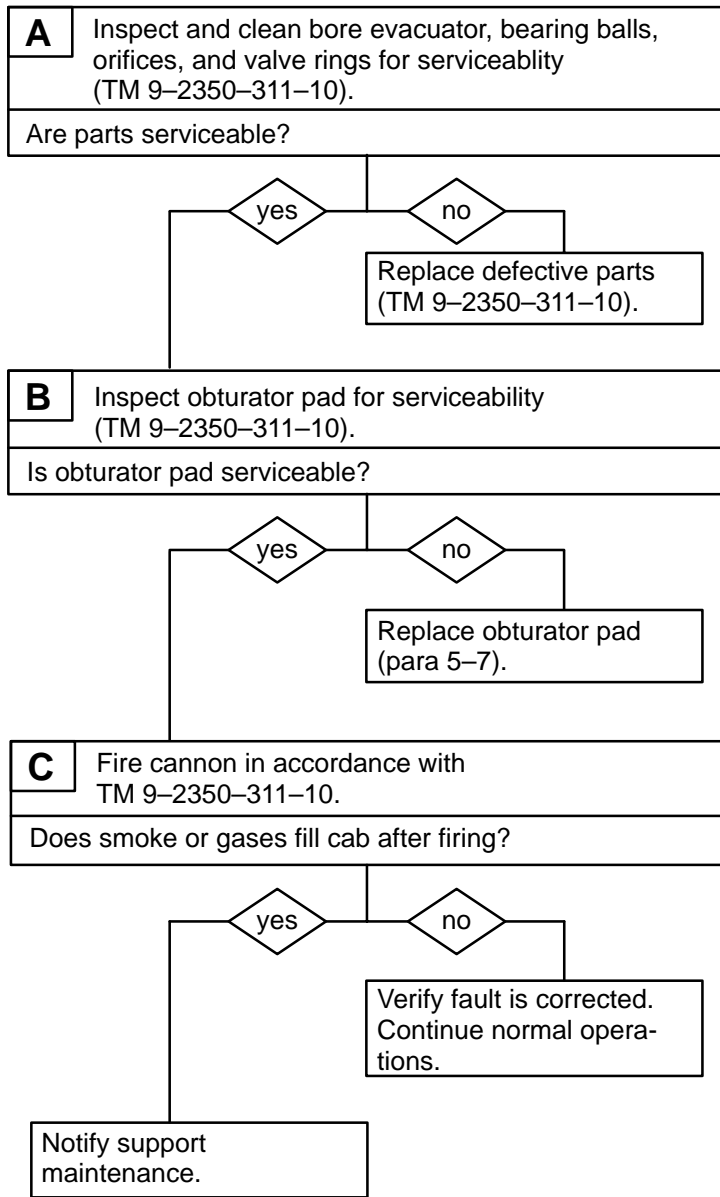 A
Inspect and clean bore evacuator, bearing balls,
orifices, and valve rings for serviceablity
(TM 9–2350–311–10).
Are parts serviceable?
yes
no
Replace defective parts
(TM 9–2350–311–10).
B
Inspect obturator pad for serviceability
(TM 9–2350–311–10).
Is obturator pad serviceable?
yes
no
Replace obturator pad
(para 5–7).
C
Fire cannon in accordance with
TM 9–2350–311–10.
Does smoke or gases fill cab after firing?
yes
no
Verify fault is corrected.
Continue normal opera-
tions.
Notify support
maintenance.